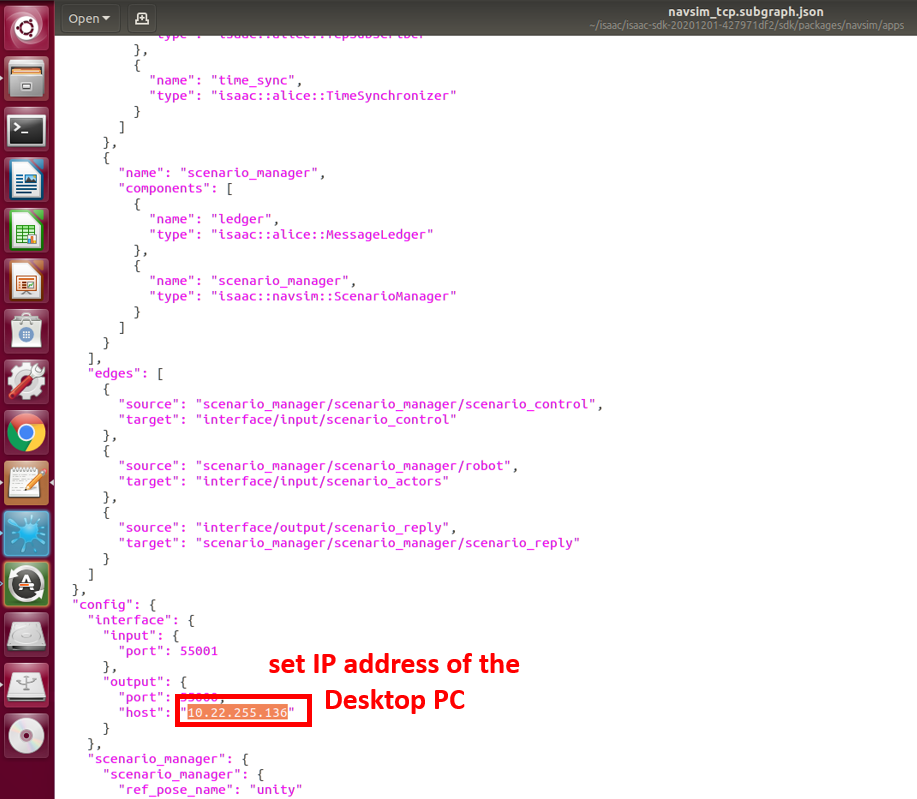 Open
navsim_tcp.subgraph.json
~/isaac/isaac-sdk-20201201-427971df2/sdk/packages/navsim/apps
"type": "isaac::alice::TcpSubscriber"
},
{
"name": "time_sync",
"type": "isaac::alice::TimeSynchronizer"
}
]
},
{
"name": "scenario_manager",
"components": [
{
"name": "ledger",
"type": "isaac::alice::MessageLedger"
},
{
"name": "scenario_manager",
"type": "isaac::navsim::ScenarioManager"
}
]
}
],
"edges": [
{
"source": "scenario_manager/scenario_manager/scenario_control",
"target": "interface/input/scenario_control"
},
{
"source": "scenario_manager/scenario_manager/robot",
"target": "interface/input/scenario_actors"
},
{
"source": "interface/output/scenario_reply",
"target": "scenario_manager/scenario_manager/scenario_reply"
}
]
},
"config": {
"interface": {
"input": {
"port": 55001
},
"output": {
"port":
"host": "10.22.255.136"
}
},
"scenario_manager": {
"scenario_manager": {
"ref_pose_name": "unity"
set IP address of the
Desktop PC